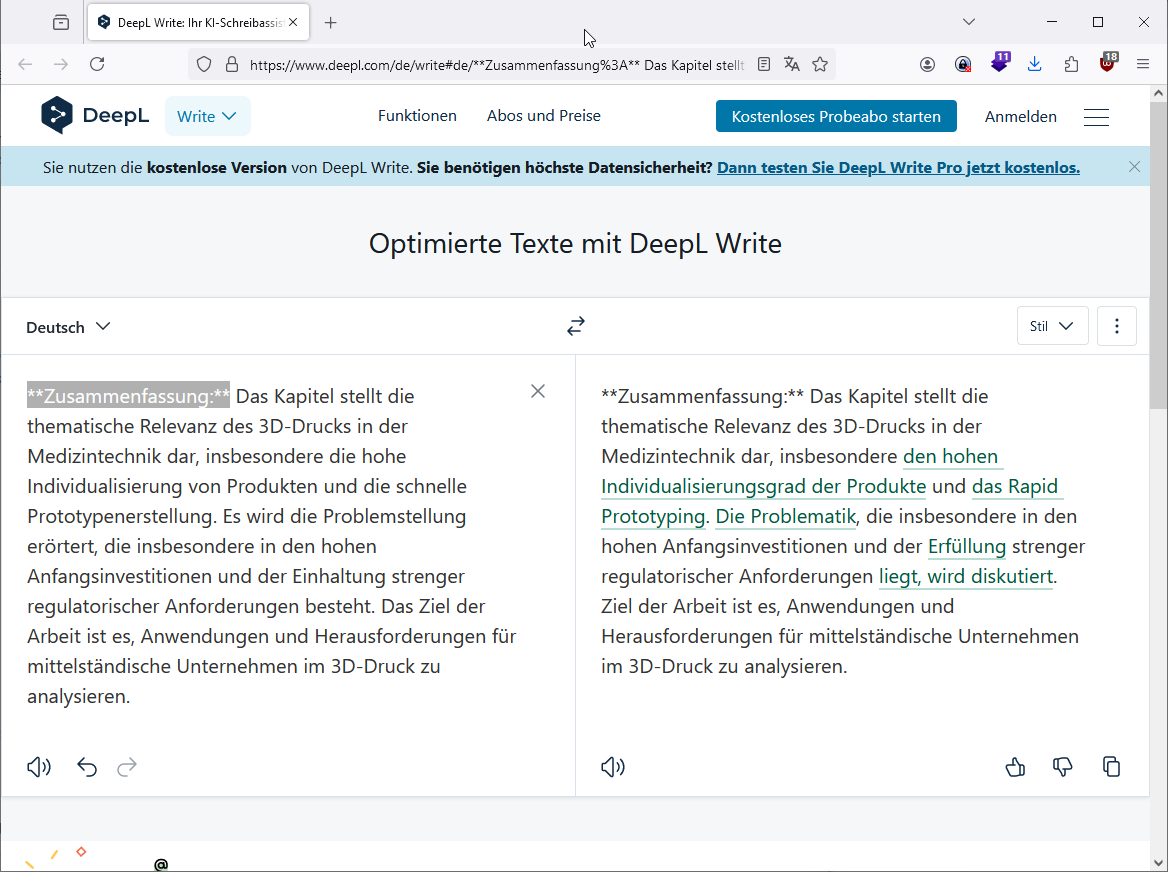 DeepL Write: Ihr KI-Schreibassis
https://www.deepl.com/de/write#de/**Zusammenfassung%3A** Das Kapitel stellt
11
18
DeepL
Write
Funktionen
Abos und Preise
Kostenloses Probeabo starten
Anmelden
Sie nutzen die kostenlose Version von DeepL Write. Sie benötigen höchste Datensicherheit? Dann testen Sie DeepL Write Pro jetzt kostenlos.
Optimierte Texte mit DeepL Write
Deutsch
Stil
**Zusammenfassung:** Das Kapitel stellt die
thematische Relevanz des 3D-Drucks in der
Medizintechnik dar, insbesondere die hohe
Individualisierung von Produkten und die schnelle
Prototypenerstellung. Es wird die Problemstellung
erörtert, die insbesondere in den hohen
Anfangsinvestitionen und der Einhaltung strenger
regulatorischer Anforderungen besteht. Das Ziel der
Arbeit ist es, Anwendungen und Herausforderungen für
mittelständische Unternehmen im 3D-Druck zu
analysieren.
**Zusammenfassung:** Das Kapitel stellt die
thematische Relevanz des 3D-Drucks in der
Medizintechnik dar, insbesondere den hohen
Individualisierungsgrad der Produkte und das Rapid
Prototyping. Die Problematik, die insbesondere in den
hohen Anfangsinvestitionen und der Erfüllung strenger
regulatorischer Anforderungen liegt, wird diskutiert.
Ziel der Arbeit ist es, Anwendungen und
Herausforderungen für mittelständische Unternehmen
im 3D-Druck zu analysieren.
@